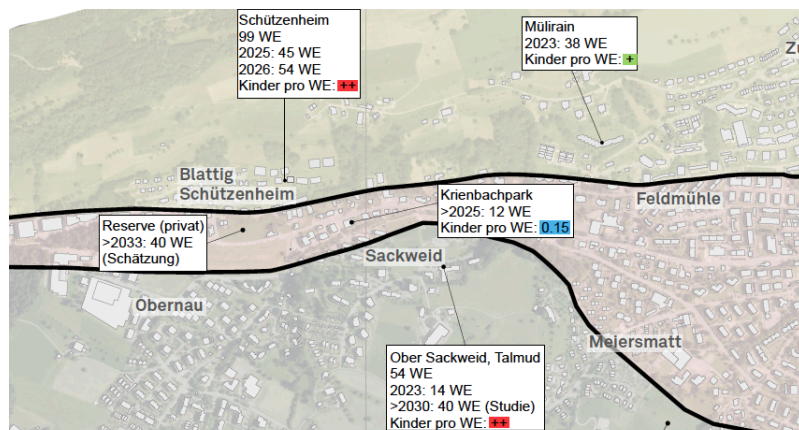 Schützenheim
99 WE
2025: 45 WE
2026: 54 WE
Kinder pro WE: ++
Mülirain
2023: 38 WE
Kinder pro WE: +
Blattig
Schützenheim
Krienbachpark
>2025: 12 WE
Kinder pro WE: 0.15
Feldmühle
Reserve (privat)
>2033: 40 WE
(Schätzung)
Sackweid
Obernau
Meiersmatt
Ober Sackweid, Talmud
54 WE
2023: 14 WE
>2030: 40 WE (Studie)
Kinder pro WE: ++